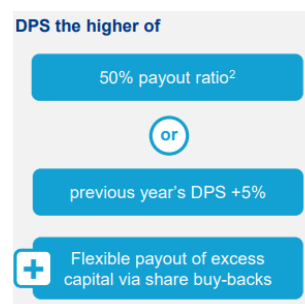 DPS the higher of
50% payout ratio²
or
previous year's DPS +5%
+
Flexible payout of excess
capital via share buy-backs